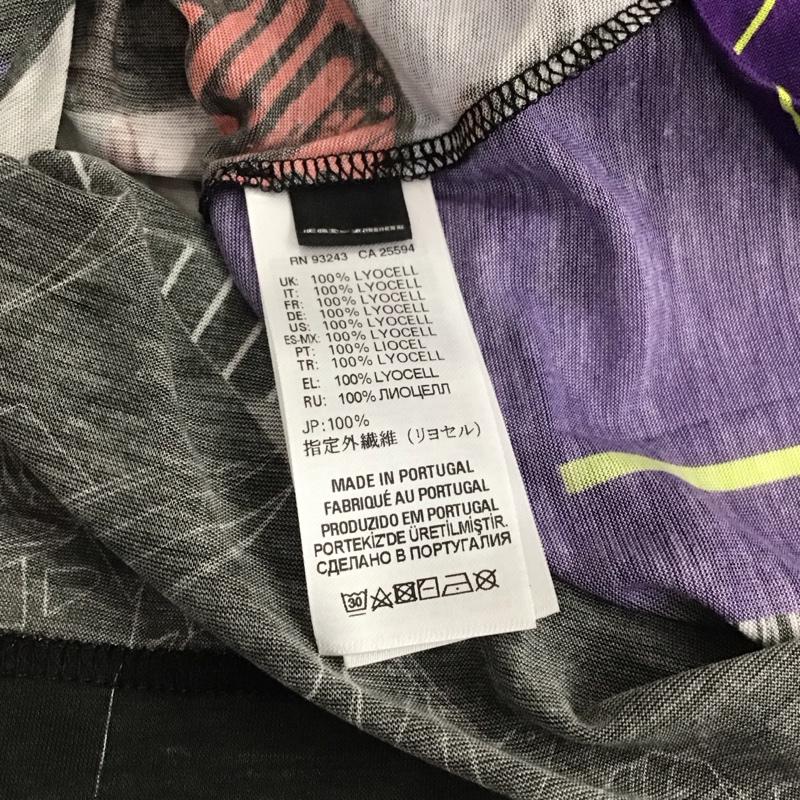 RN 93243 CA 25594
UK: 100% LYOCELL
IT: 100% LYOCELL
FR: 100% LYOCELL
DE: 100% LYOCELL
US: 100% LYOCELL
ES-MX: 100% LYOCELL
PT: 100% LIOCEL
TR: 100% LYOCELL
EL: 100% LYOCELL
RU: 100% ЛИОЦЕЛЛ
JP:100%
指定外繊維 (リヨセル)
MADE IN PORTUGAL
FABRIQUÉ AU PORTUGAL
PRODUZIDO EM PORTUGAL
PORTEKİZ'DE ÜRETİLMİŞTİR.
СДЕЛАНО В ПОРТУГАЛИЯ
30